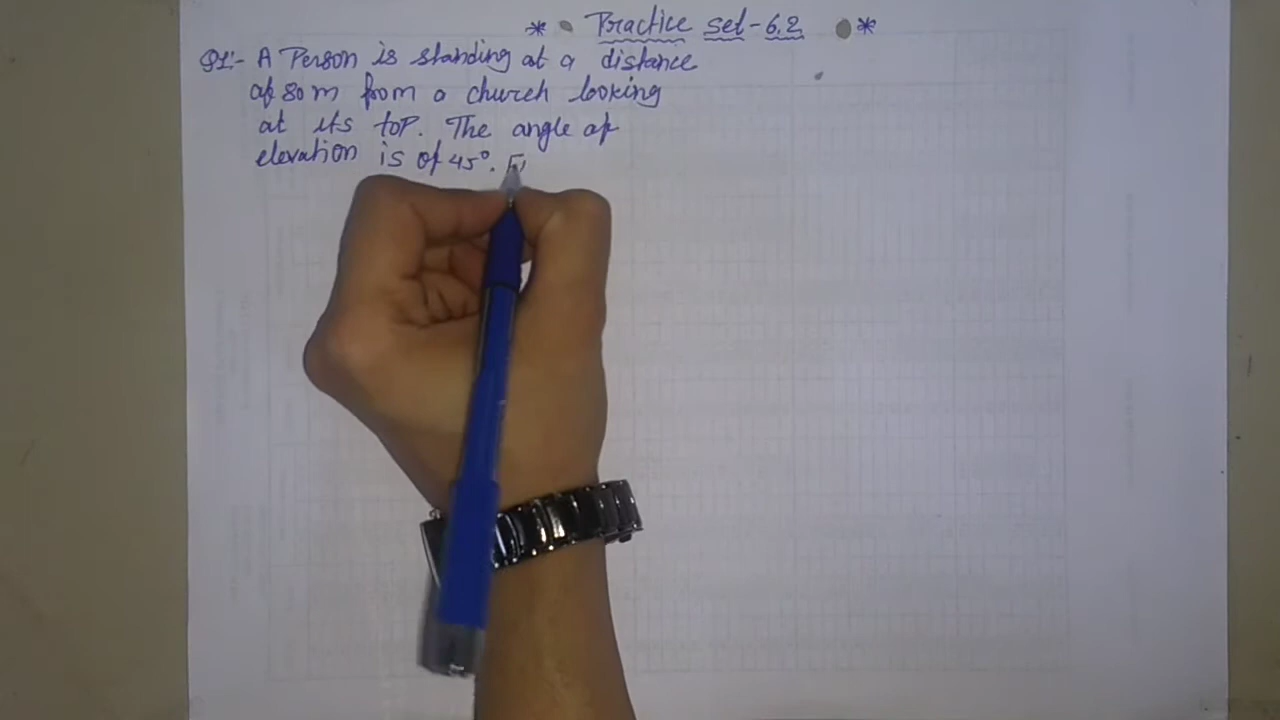 * • Practice set - 6.2 *
Q1:- A Person is standing at a distance
of 80 m from a church looking
at its top. The angle of
elevation is of 45°. Fi